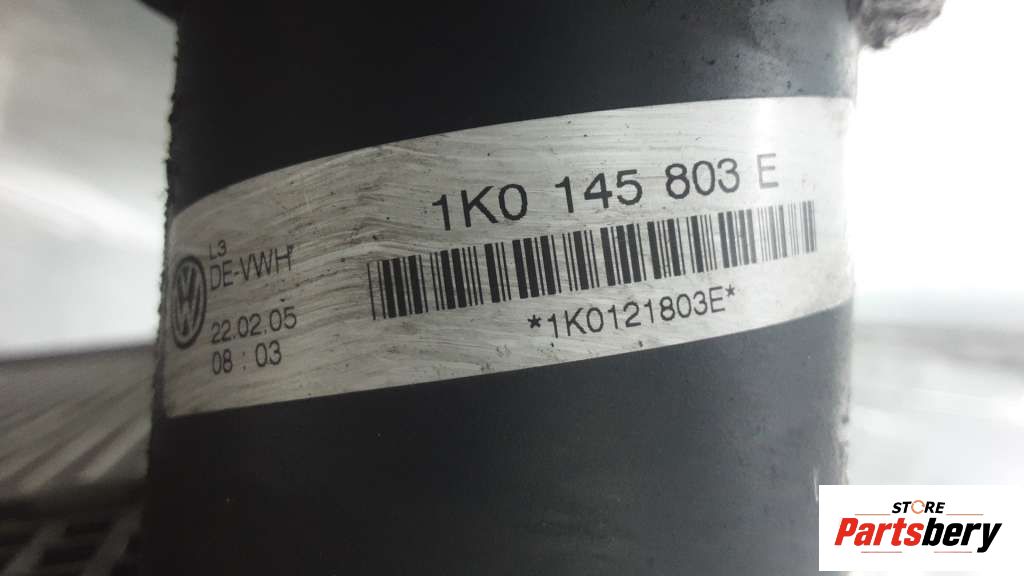 1K0 145 803 E
L3
DE-VWH
22.02.05
08 : 03
*1K0121803E*
STORE
Partsbery